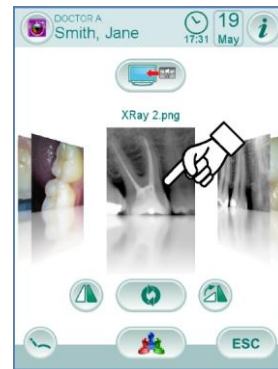 DOCTOR A
Smith, Jane
17:31
19
May
i
XRay 2.png
ESC